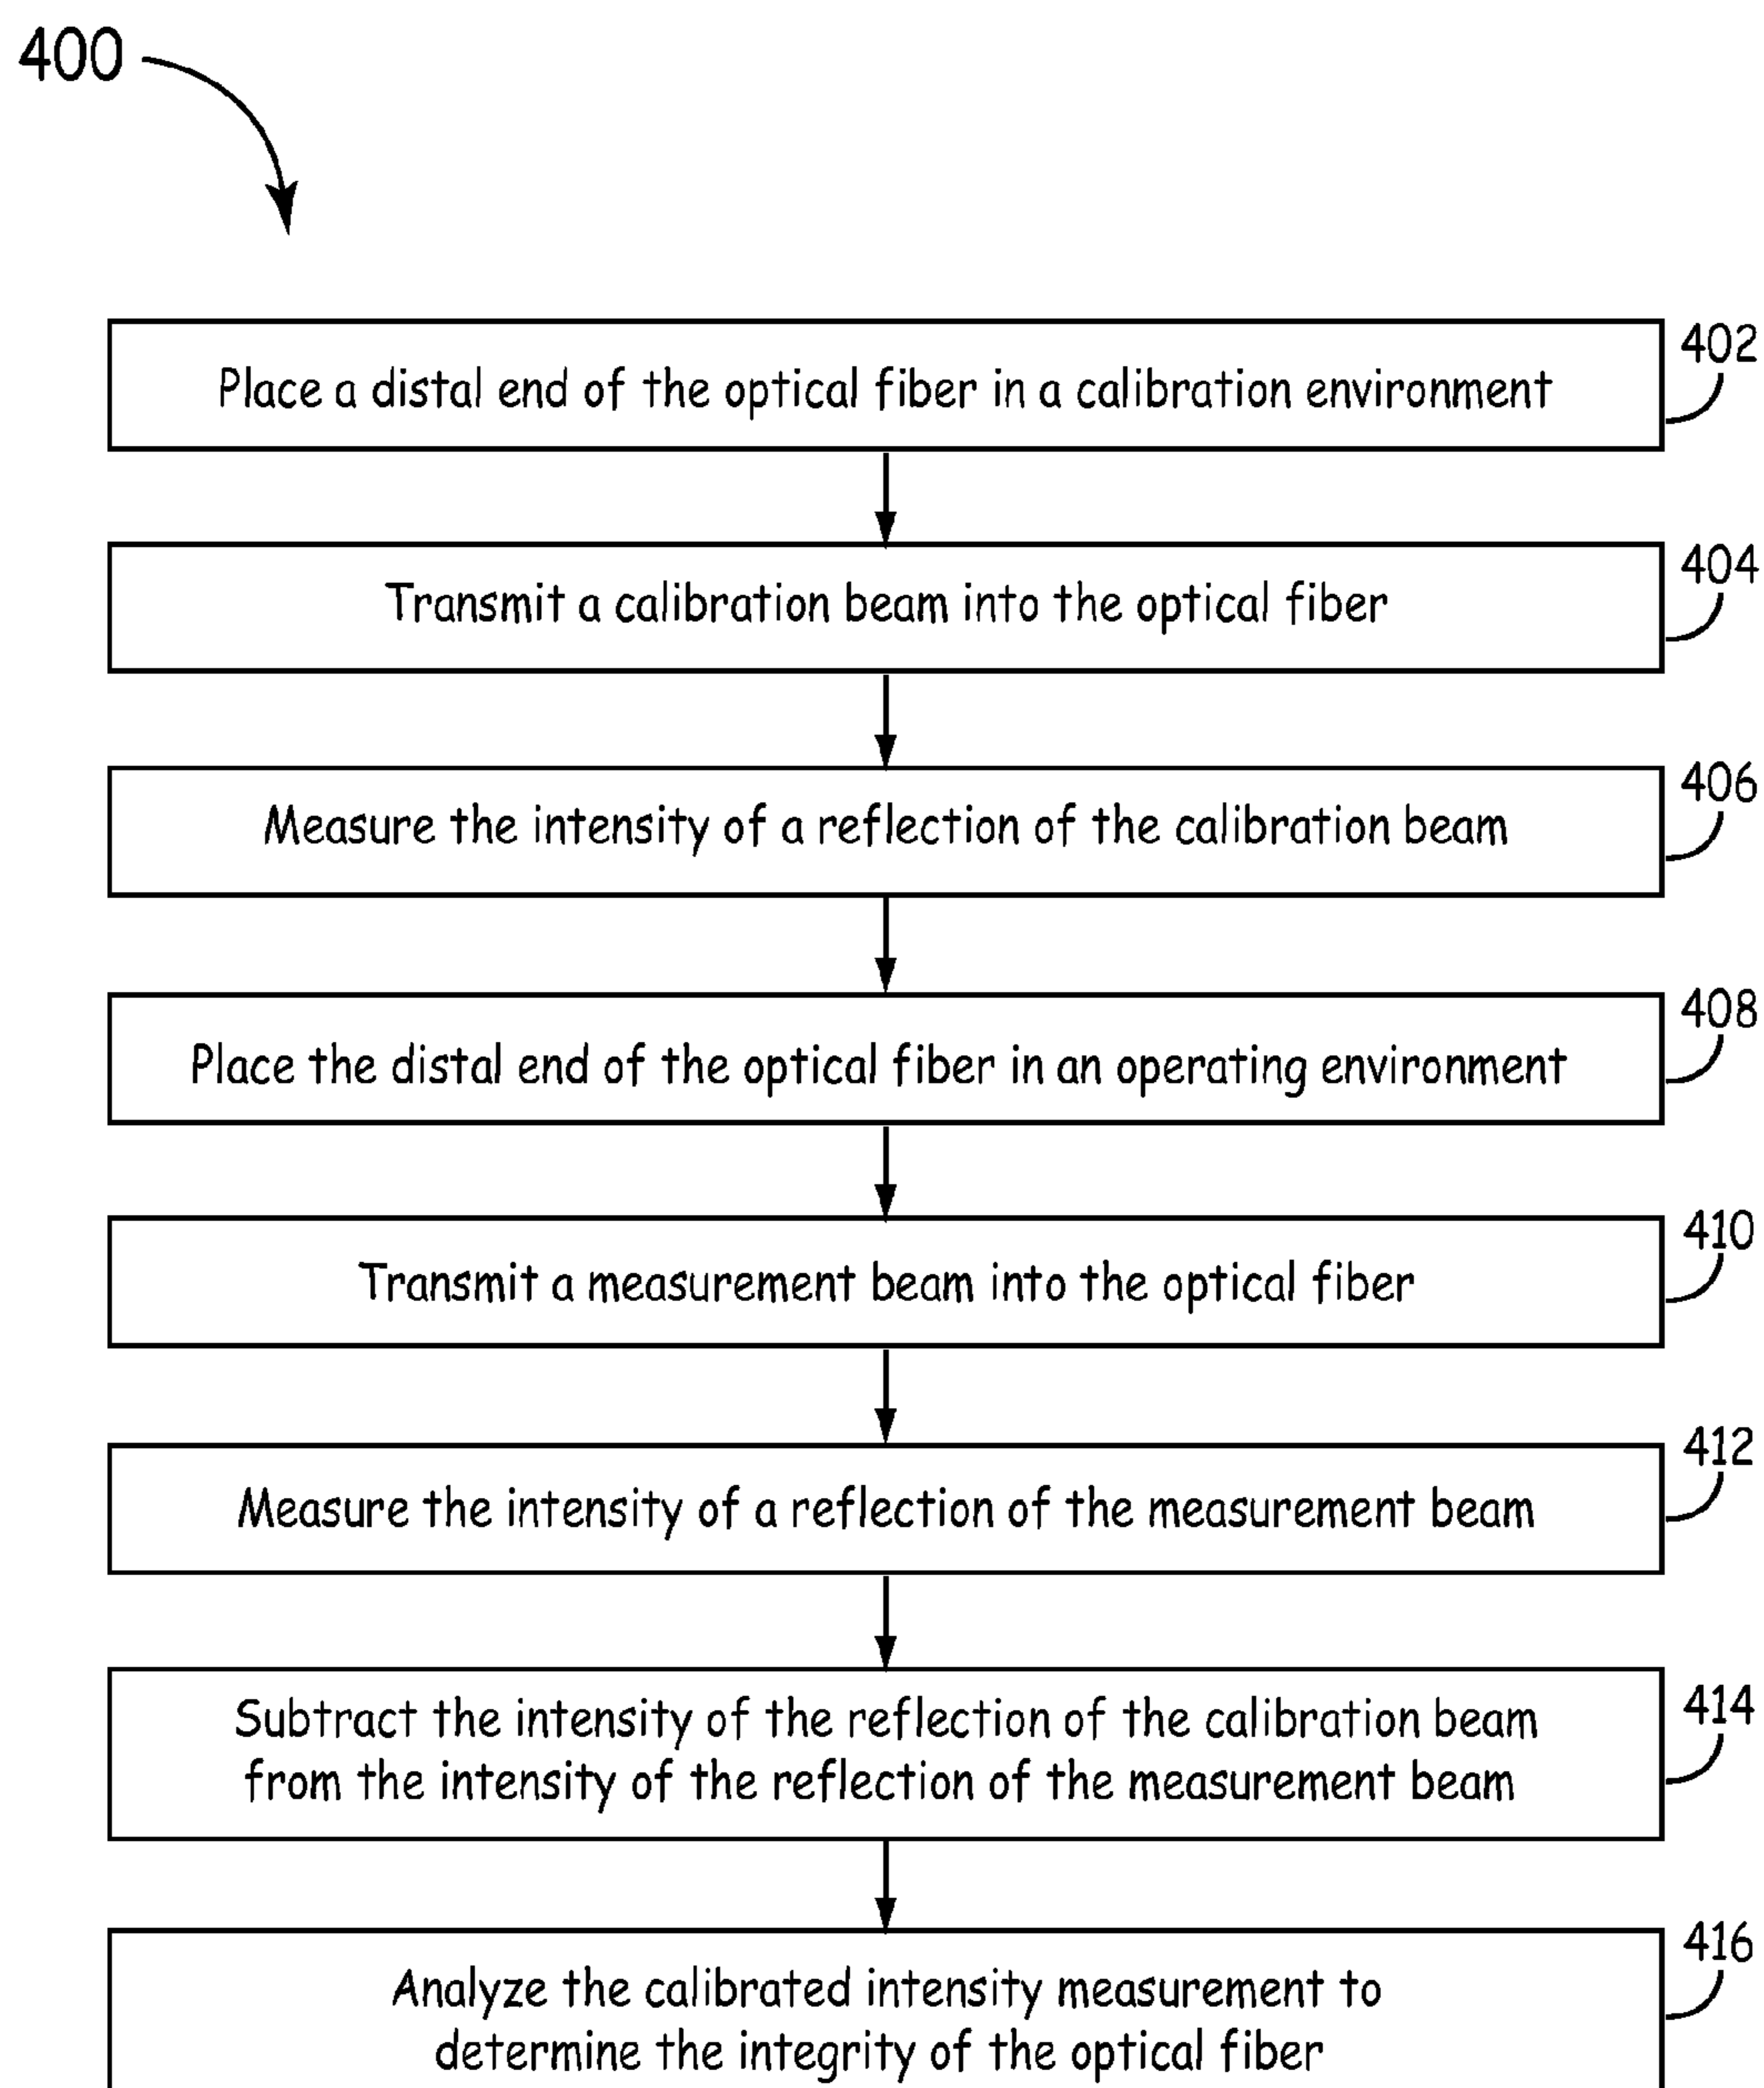 400
402
Place a distal end of the optical fiber in a calibration environment
404
Transmit a calibration beam into the optical fiber
406
Measure the intensity of a reflection of the calibration beam
408
Place the distal end of the optical fiber in an operating environment
410
Transmit a measurement beam into the optical fiber
412
Measure the intensity of a reflection of the measurement beam
414
Subtract the intensity of the reflection of the calibration beam
from the intensity of the reflection of the measurement beam
416
Analyze the calibrated intensity measurement to
determine the integrity of the optical fiber